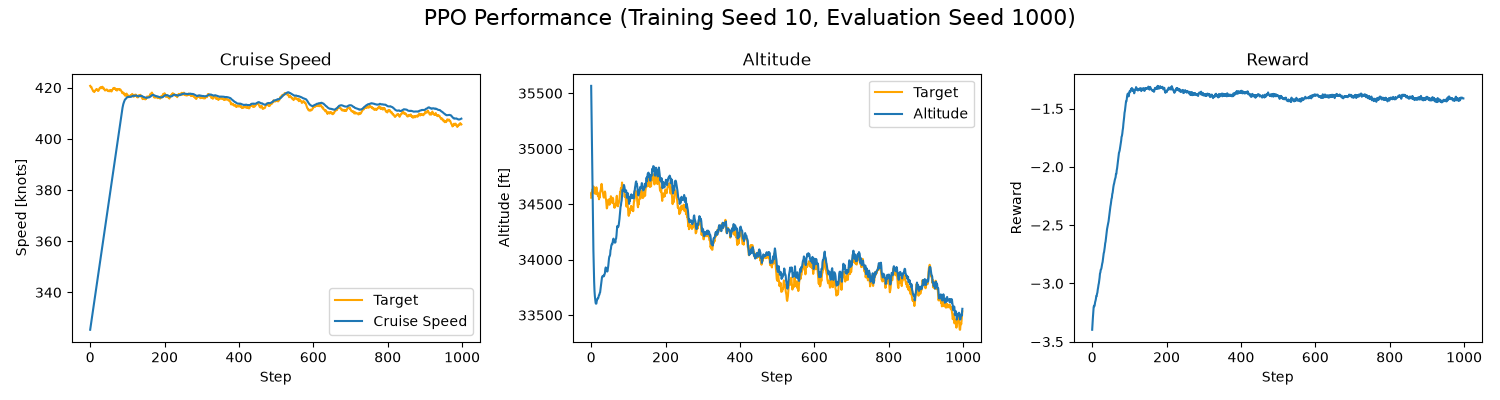 PPO Performance (Training Seed 10, Evaluation Seed 1000)
Cruise Speed
Speed [knots]
420
400
380
360
340
0
200
400
600
800
1000
Step
Target
Cruise Speed
Altitude
Altitude [ft]
35500
35000
34500
34000
33500
0
200
400
600
800
1000
Step
Target
Altitude
Reward
Reward
−1.5
−2.0
−2.5
−3.0
−3.5
0
200
400
600
800
1000
Step